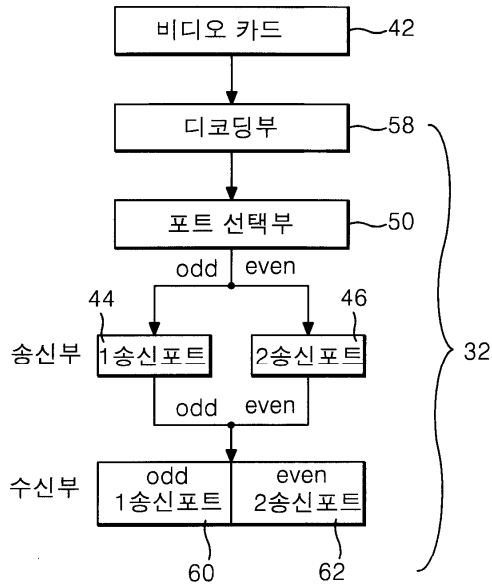 비디오 카드
42
디코딩부
58
포트 선택부
50
odd even
44
46
송신부
1송신포트
2송신포트
32
odd even
수신부
odd
1송신포트
even
2송신포트
60
62